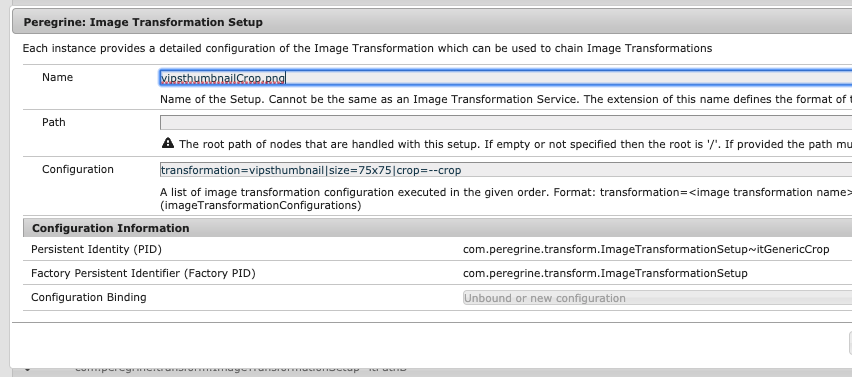 Peregrine: Image Transformation Setup
Each instance provides a detailed configuration of the Image Transformation which can be used to chain Image Transformations
Name
vipsthumbnailCrop.png
Name of the Setup. Cannot be the same as an Image Transformation Service. The extension of this name defines the format of t
Path
The root path of nodes that are handled with this setup. If empty or not specified then the root is '/'. If provided the path mu
Configuration
transformation=vipsthumbnail|size=75x75|crop=--crop
A list of image transformation configuration executed in the given order. Format: transformation=<image transformation name>
(imageTransformationConfigurations)
Configuration Information
Persistent Identity (PID) com.peregrine.transform.ImageTransformationSetup~itGenericCrop
Factory Persistent Identifier (Factory PID) com.peregrine.transform.ImageTransformationSetup
Configuration Binding Unbound or new configuration